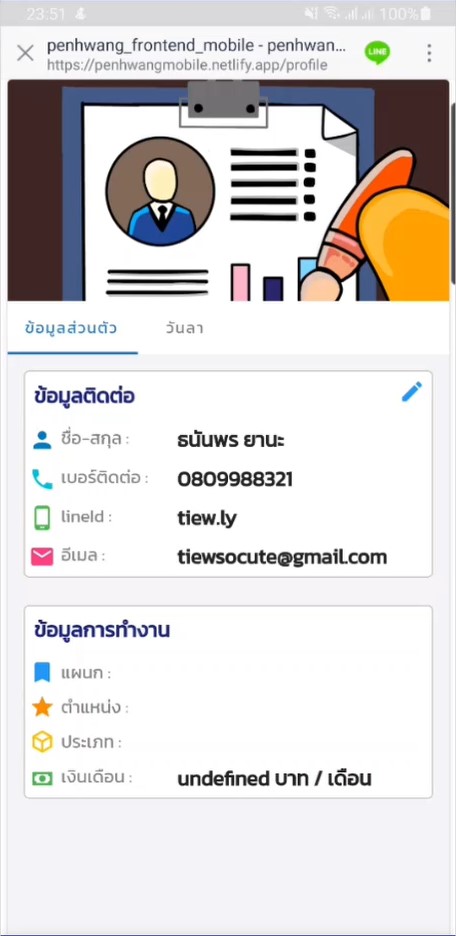 23.51 100%
penhwang_frontend_mobile - penhwan...
LINE
https://penhwangmobile.netlify.app/profile
ข้อมูลส่วนตัว วันลา
ข้อมูลติดต่อ
ชื่อ-สกุล : ธนันพร ยานะ
เบอร์ติดต่อ : 0809988321
lineId : tiew.ly
อีเมล : tiewsocute@gmail.com
ข้อมูลการทำงาน
แผนก :
ตำแหน่ง :
ประเภท :
เงินเดือน : undefined บาท / เดือน